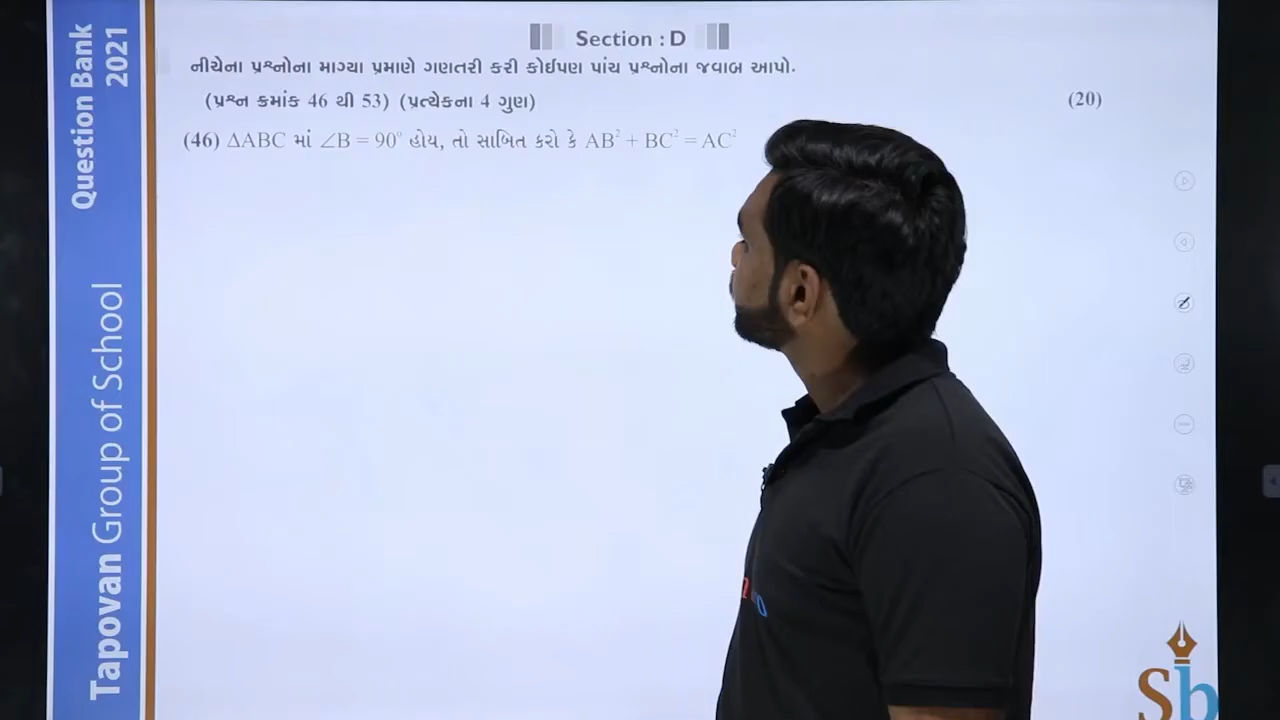 Question Bank
2021
Tapovan Group of School
Section : D
નીચેના પ્રશ્નોના માગ્યા પ્રમાણે ગણતરી કરી કોઈપણ પાંચ પ્રશ્નોના જવાબ આપો.
(પ્રશ્ન ક્રમાંક 46 થી 53) (પ્રત્યેકના 4 ગુણ) (20)
(46) ΔABC માં ∠B = 90° હોય, તો સાબિત કરો કે AB² + BC² = AC²
Sb